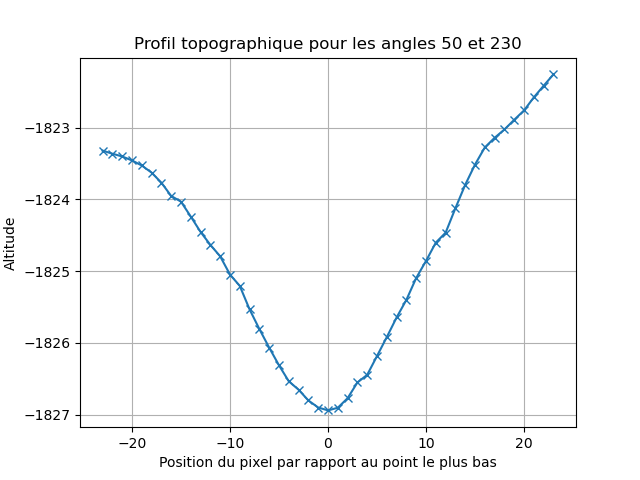 Profil topographique pour les angles 50 et 230
−1823
−1824
−1825
−1826
−1827
Altitude
−20 −10 0 10 20
Position du pixel par rapport au point le plus bas